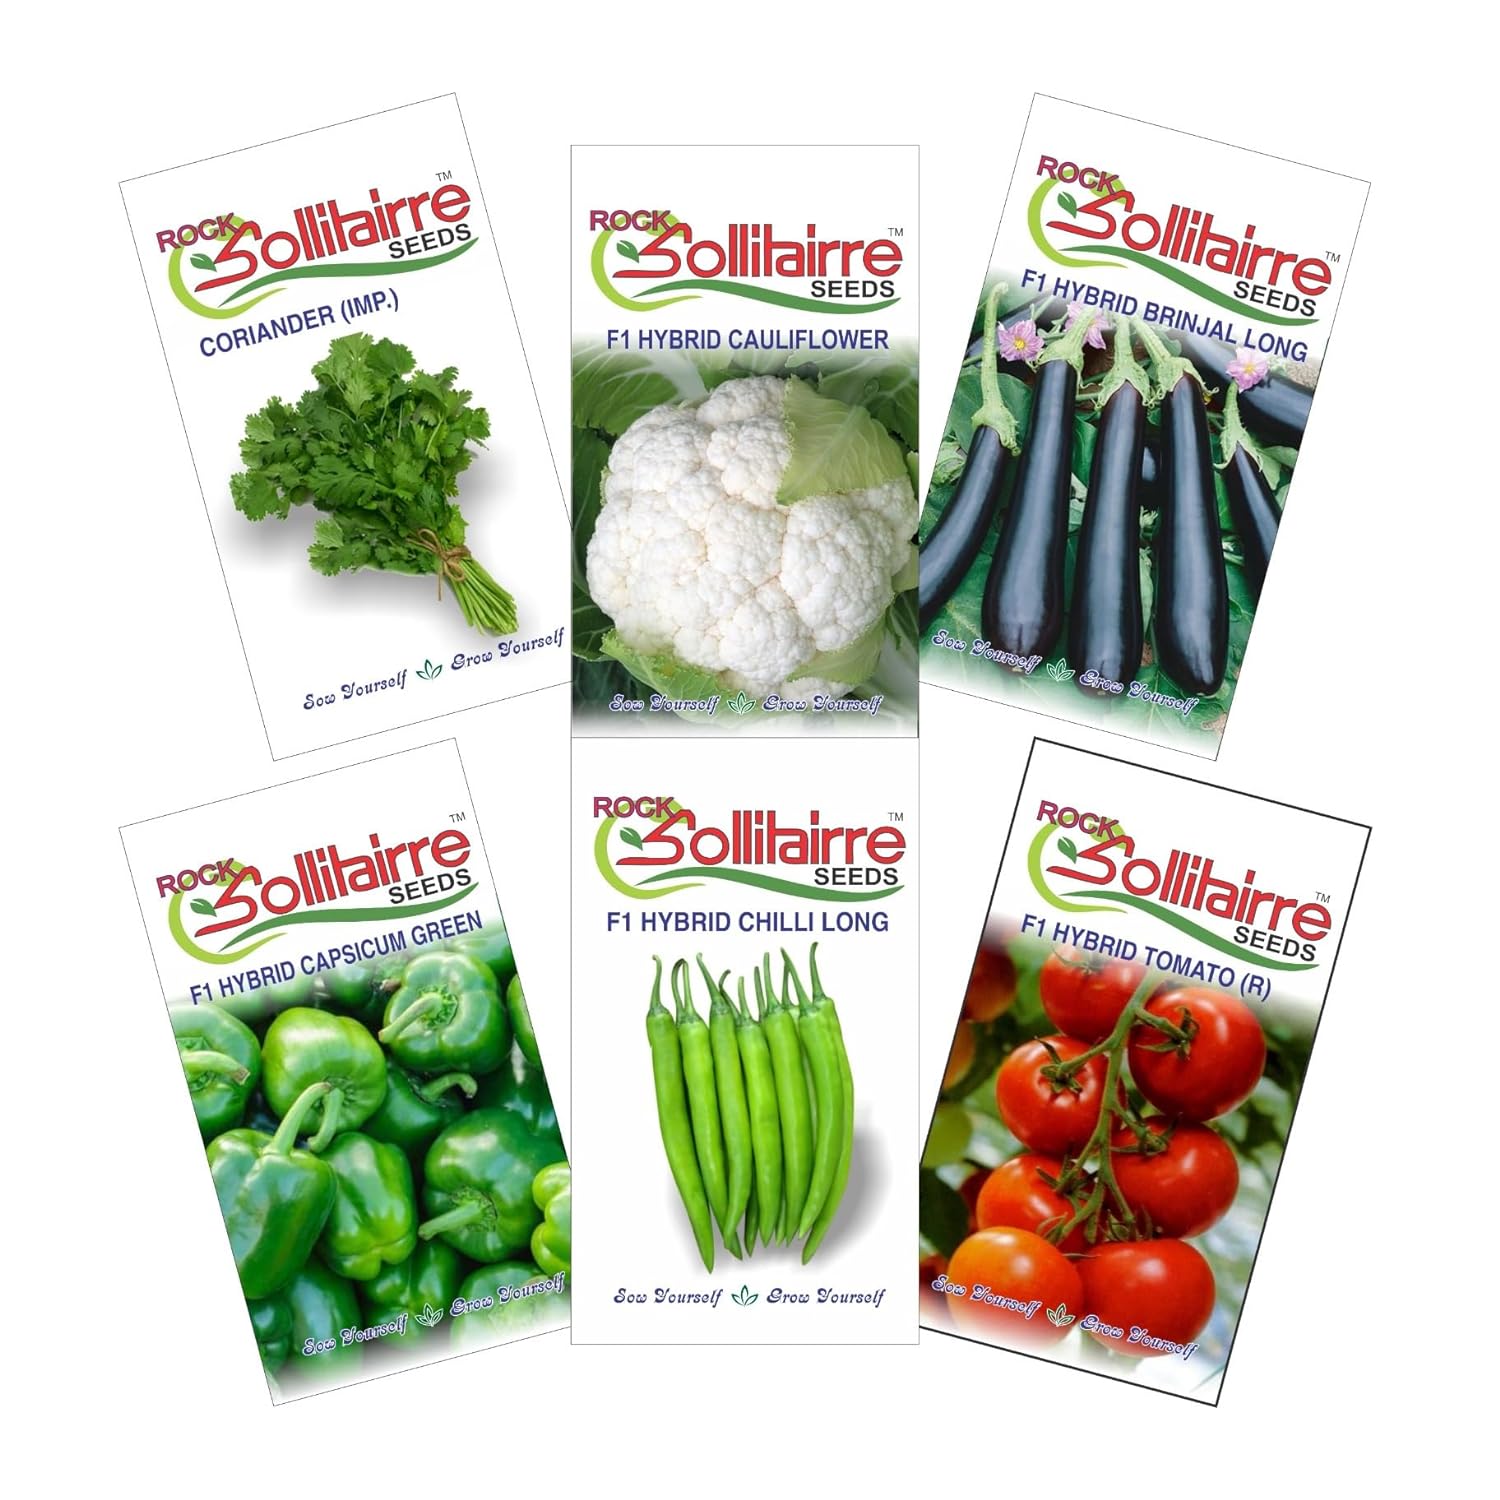 ROCK
Sollitairre™
SEEDS
CORIANDER (IMP.)
Sow Yourself Grow Yourself
ROCK
Sollitairre™
SEEDS
F1 HYBRID CAULIFLOWER
Sow Yourself Grow Yourself
ROCK
Sollitairre™
SEEDS
F1 HYBRID BRINJAL LONG
Sow Yourself Grow Yourself
ROCK
Sollitairre™
SEEDS
F1 HYBRID CAPSICUM GREEN
Sow Yourself Grow Yourself
ROCK
Sollitairre™
SEEDS
F1 HYBRID CHILLI LONG
Sow Yourself Grow Yourself
ROCK
Sollitairre™
SEEDS
F1 HYBRID TOMATO (R)
Sow Yourself Grow Yourself